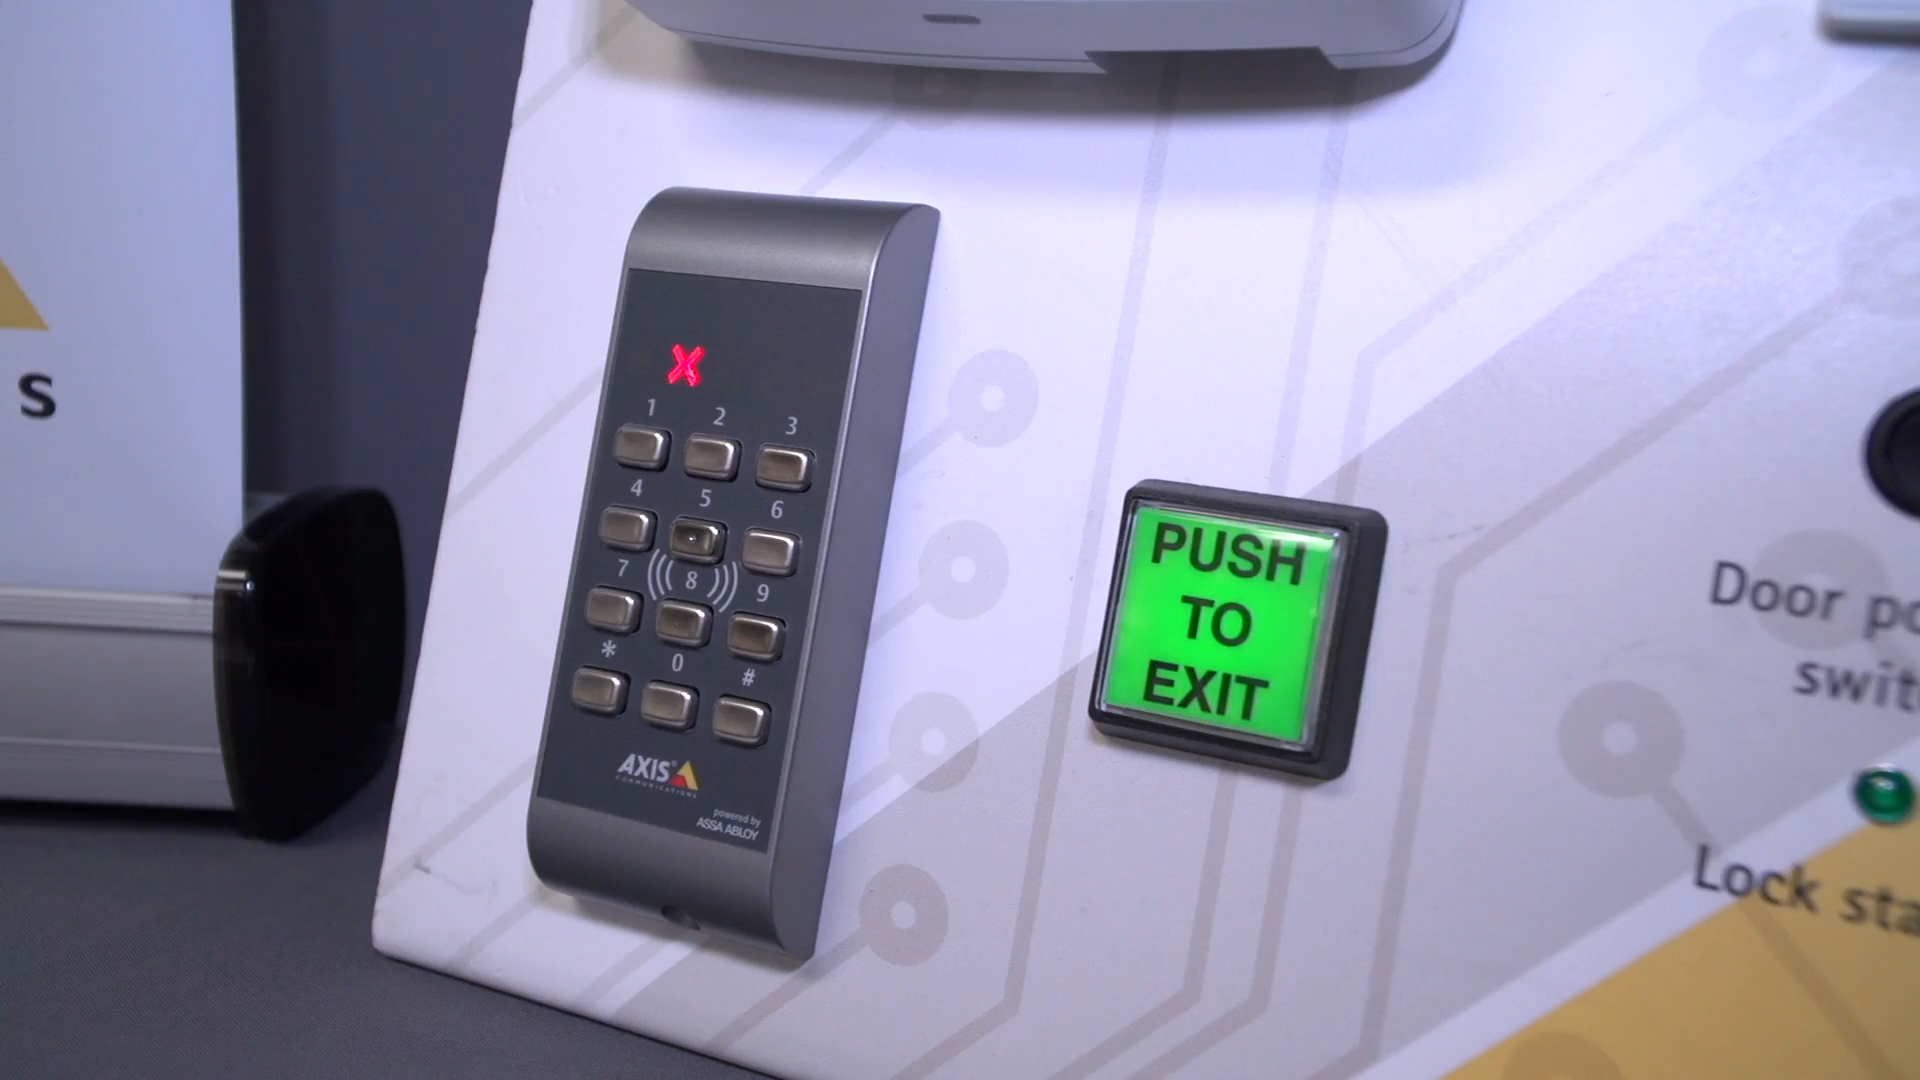 s
1 2 3
4 5 6
7 8 9
* 0 #
AXIS
COMMUNICATIONS
powered by
ASSA ABLOY
PUSH
TO
EXIT
Door
Lock